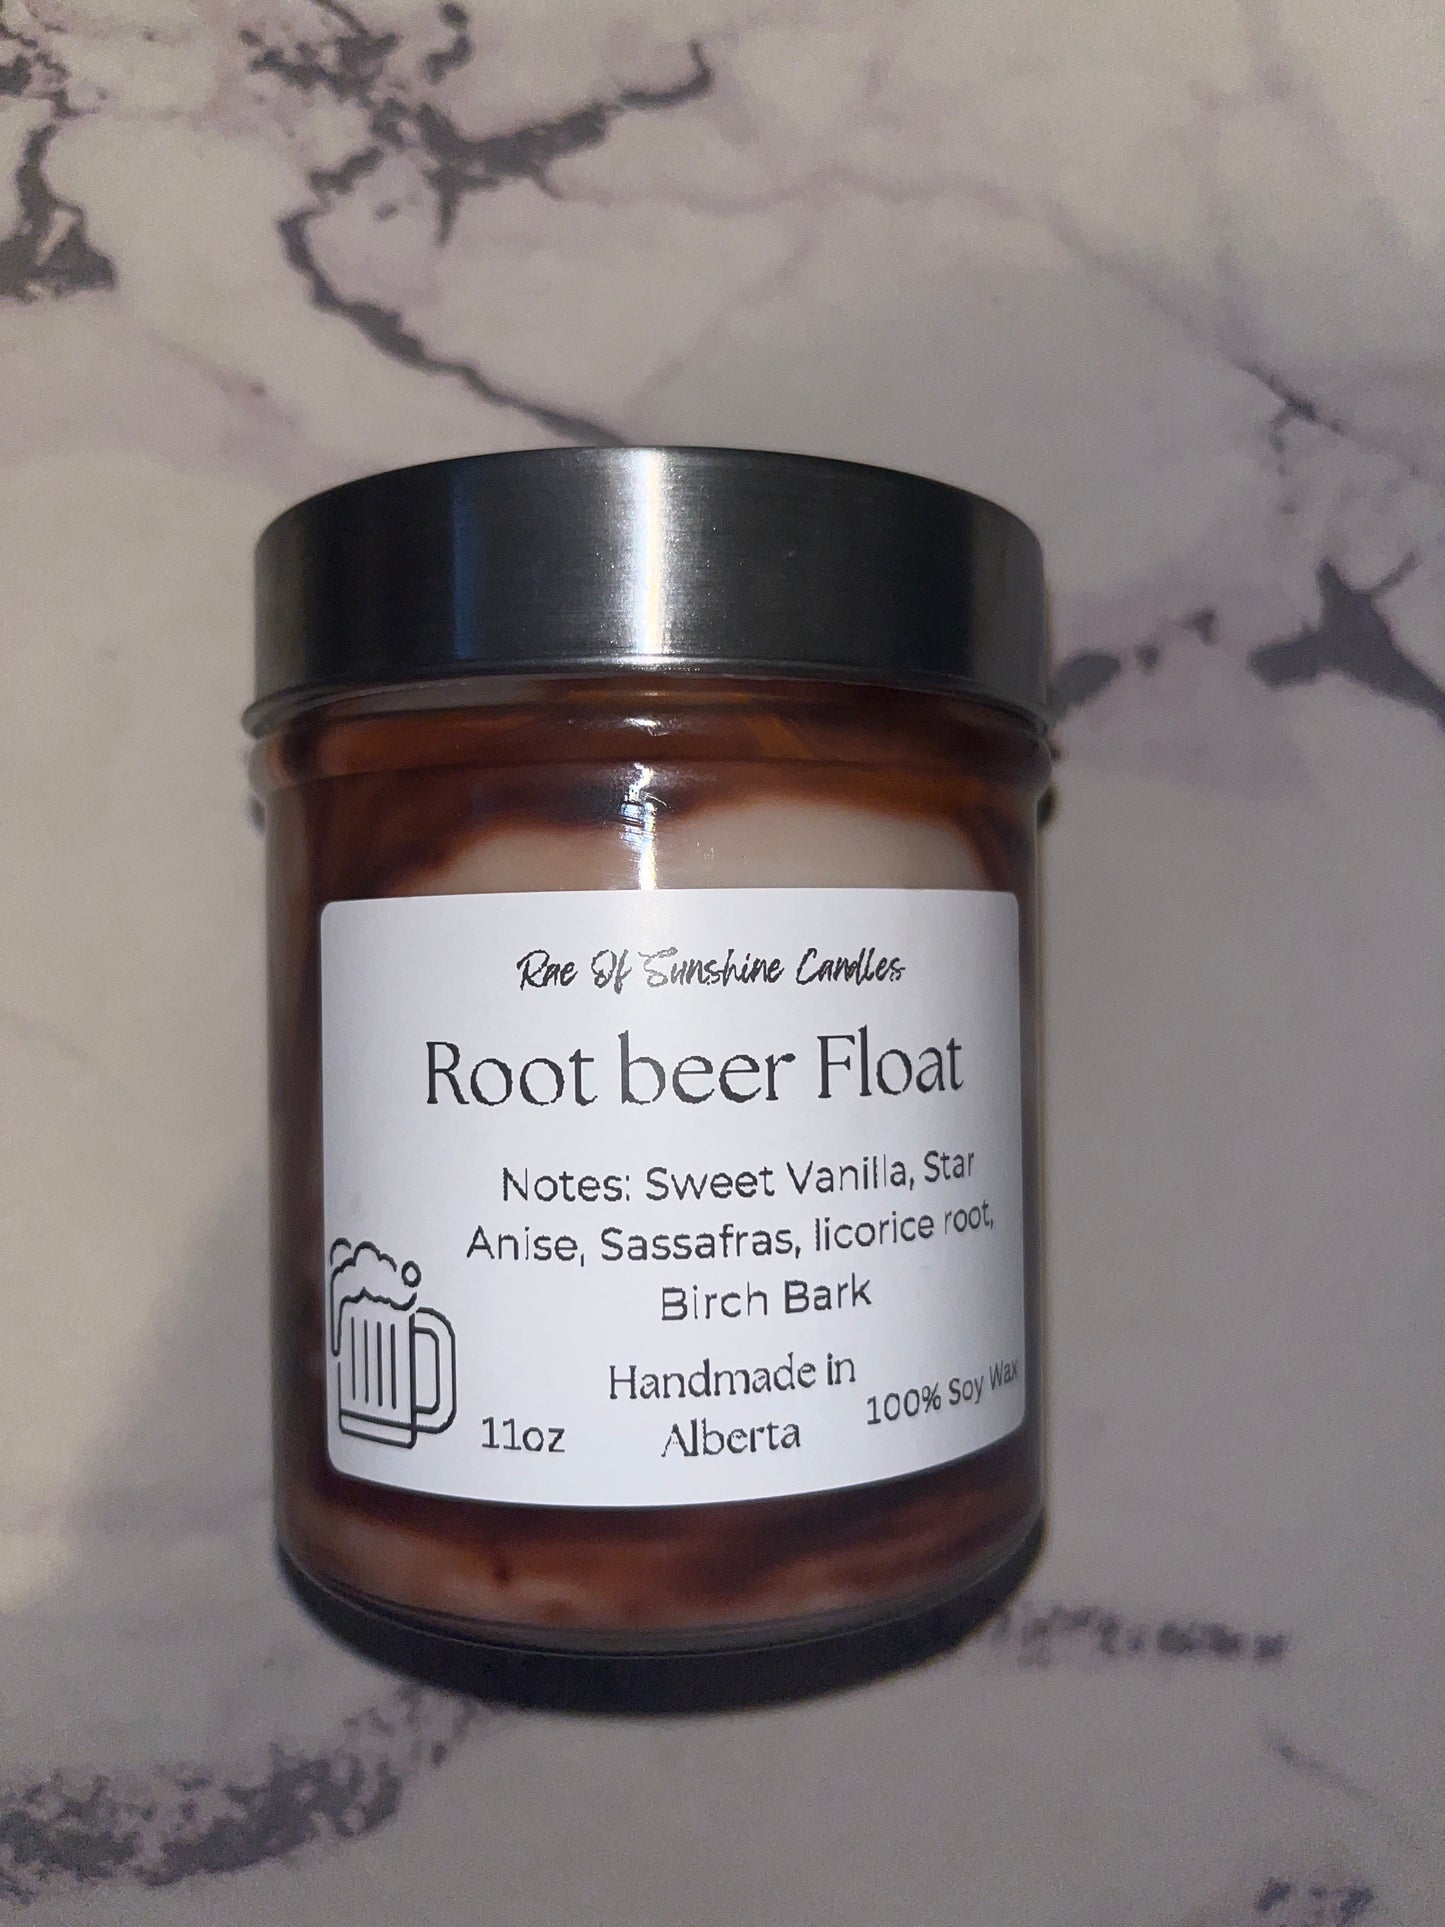 Rae Of Sunshine Candles
Root beer Float
Notes: Sweet Vanilla, Star
Anise, Sassafras, licorice root,
Birch Bark
Handmade in
Alberta
11oz
100% Soy Wax